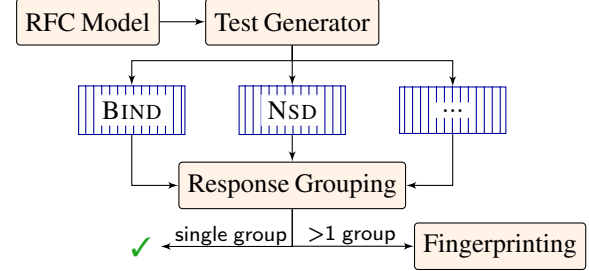 RFC Model
Test Generator
BIND
NSD
...
Response Grouping
single group
>1 group
✓
Fingerprinting